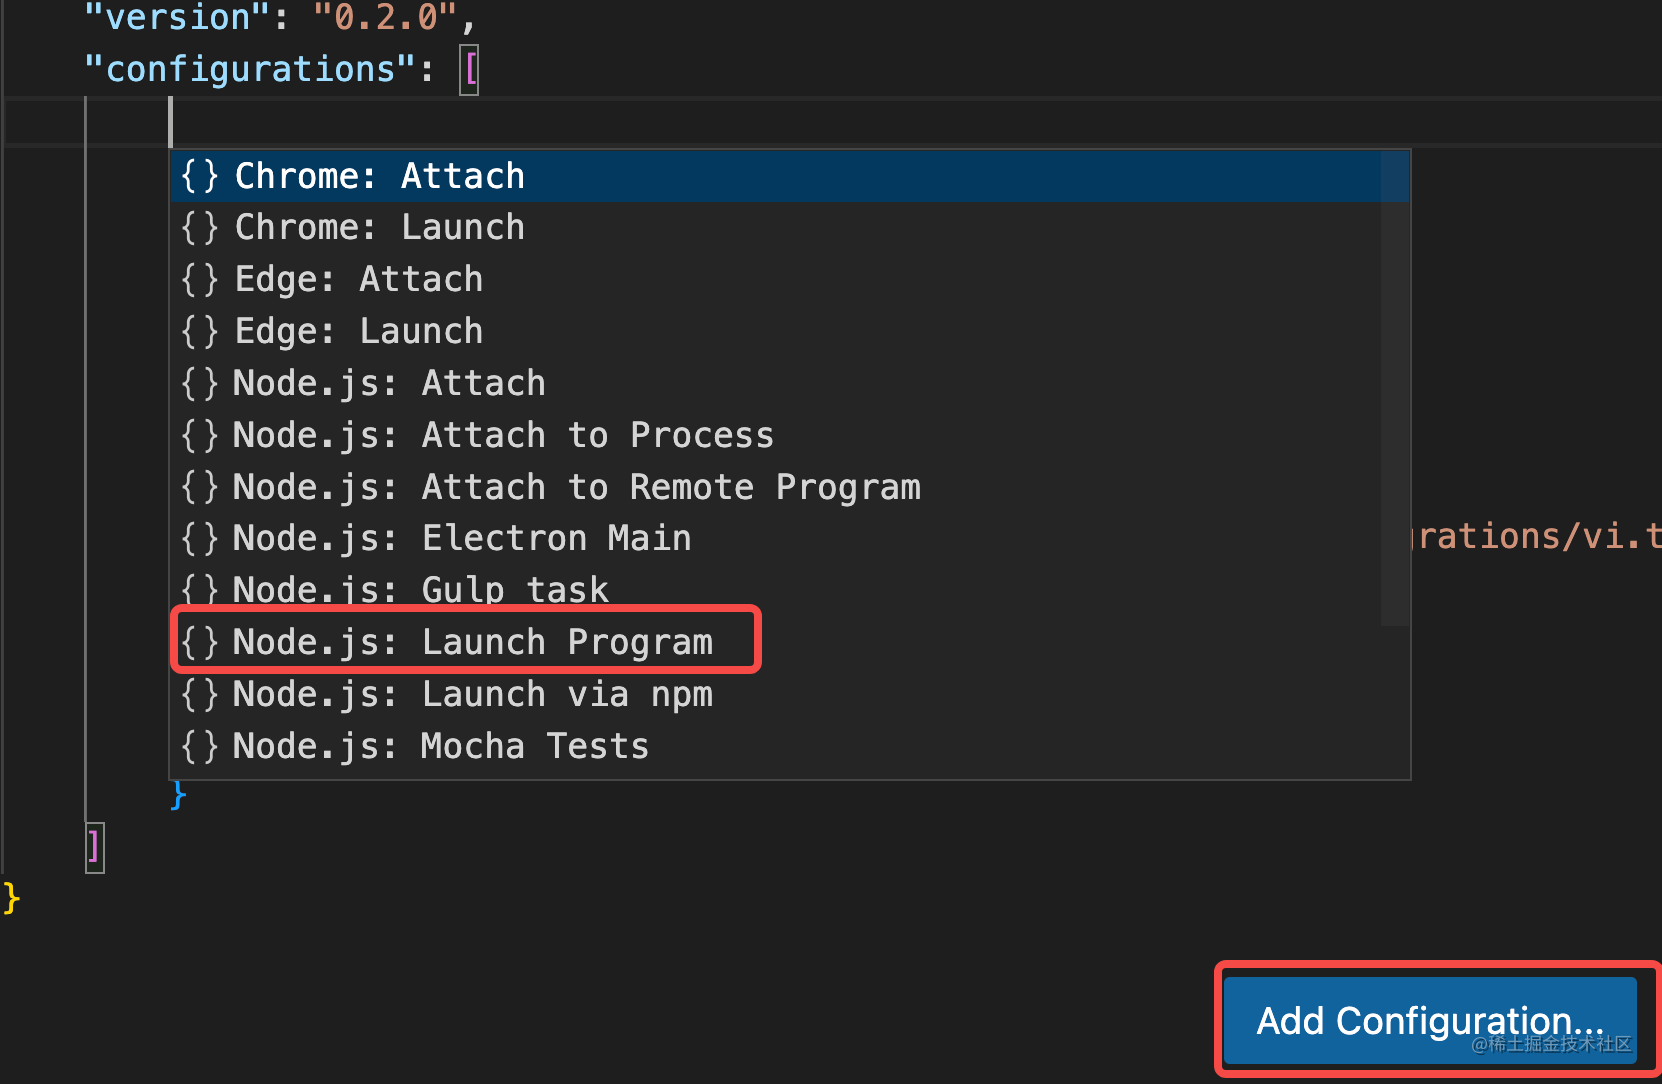 "version": "0.2.0",
"configurations": [
{} Chrome: Attach
{} Chrome: Launch
{} Edge: Attach
{} Edge: Launch
{} Node.js: Attach
{} Node.js: Attach to Process
{} Node.js: Attach to Remote Program
{} Node.js: Electron Main
rations/vi.t
{} Node.js: Gulp task
{} Node.js: Launch Program
{} Node.js: Launch via npm
{} Node.js: Mocha Tests
}
]
}
Add Configuration...
@稀土掘金技术社区